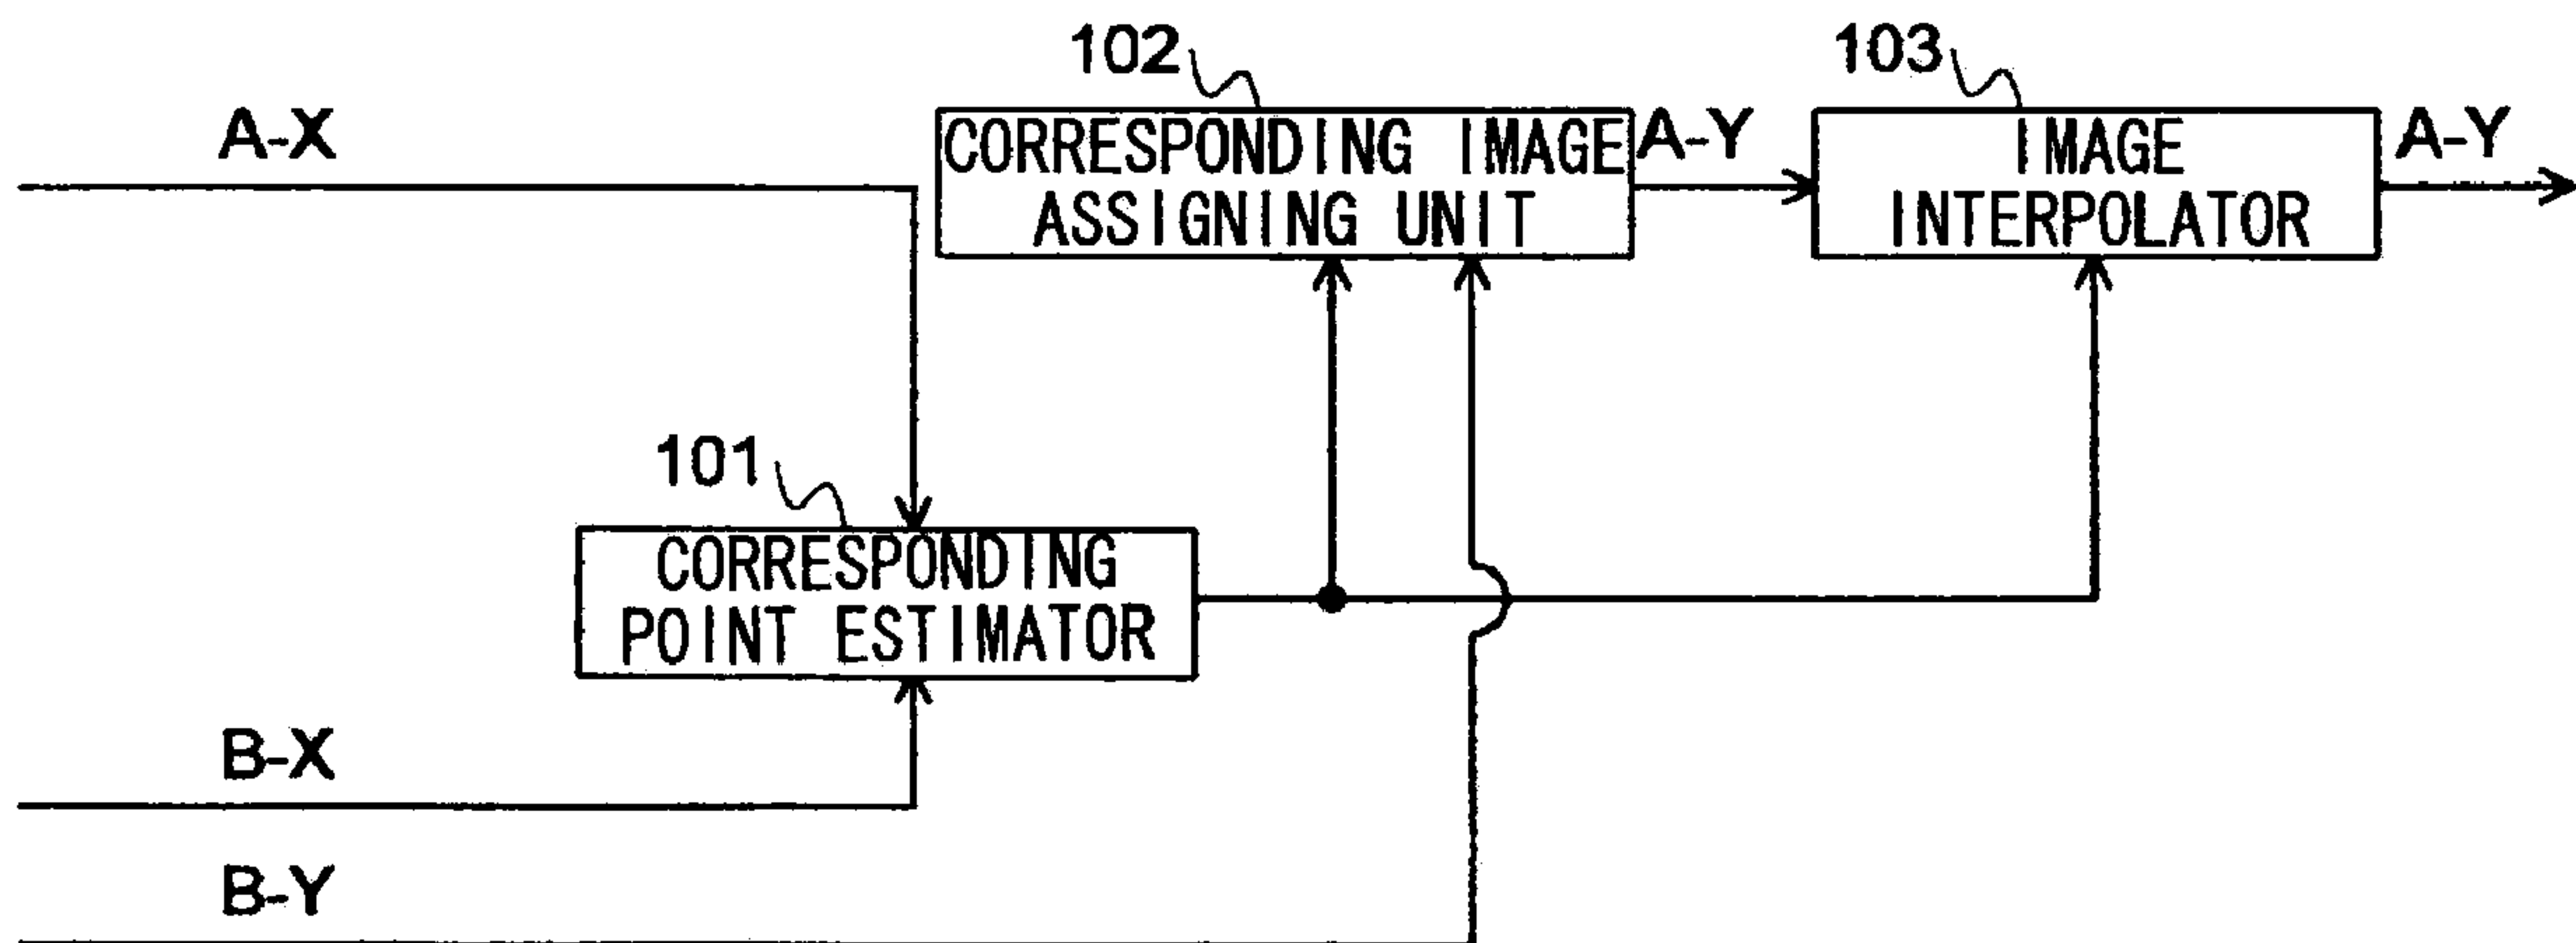 102
103
A-X
CORRESPONDING IMAGE
ASSIGNING UNIT
A-Y
IMAGE
INTERPOLATOR
A-Y
101
CORRESPONDING
POINT ESTIMATOR
B-X
B-Y